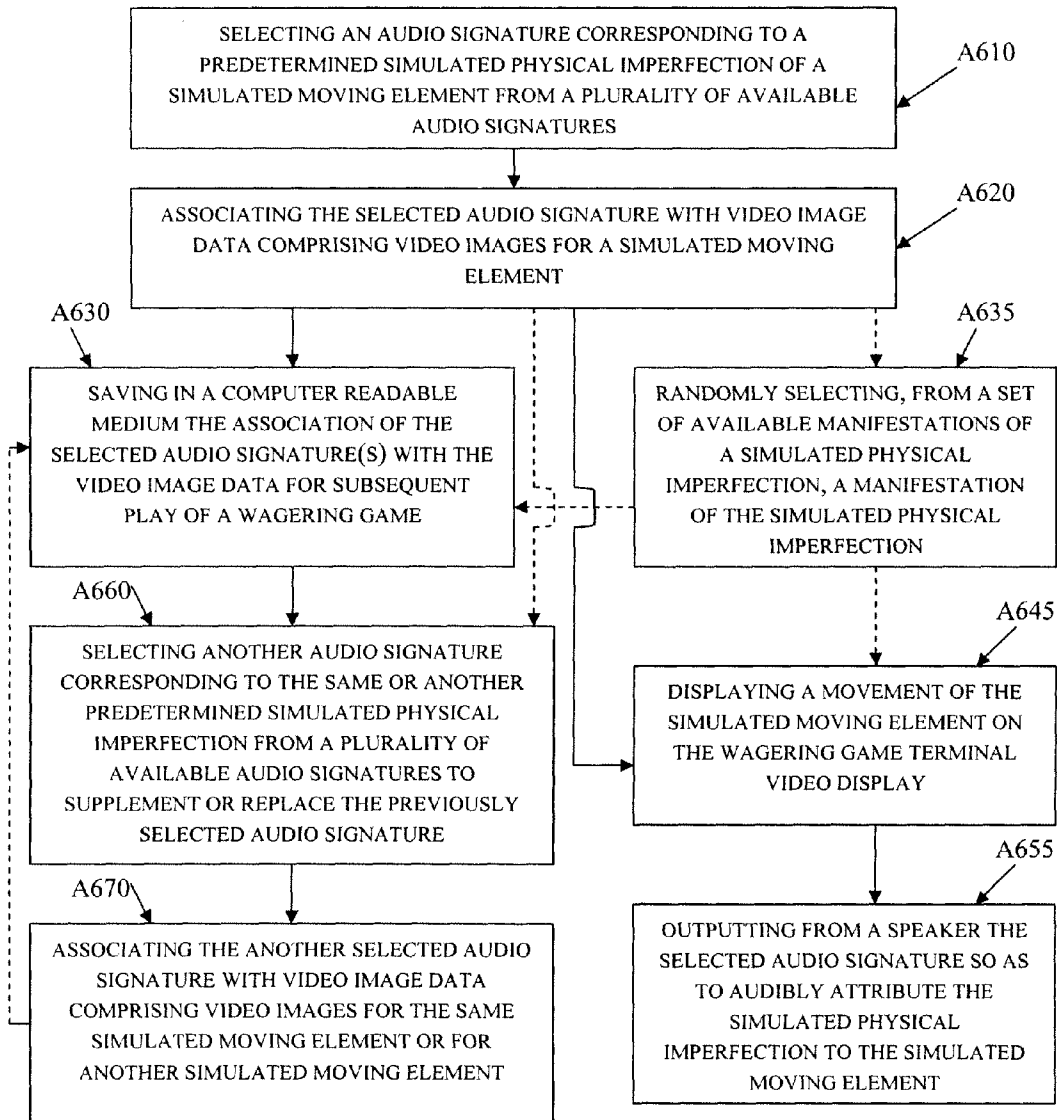 SELECTING AN AUDIO SIGNATURE CORRESPONDING TO A
PREDETERMINED SIMULATED PHYSICAL IMPERFECTION OF A
SIMULATED MOVING ELEMENT FROM A PLURALITY OF AVAILABLE
AUDIO SIGNATURES
A610
ASSOCIATING THE SELECTED AUDIO SIGNATURE WITH VIDEO IMAGE
DATA COMPRISING VIDEO IMAGES FOR A SIMULATED MOVING
ELEMENT
A620
A630
SAVING IN A COMPUTER READABLE
MEDIUM THE ASSOCIATION OF THE
SELECTED AUDIO SIGNATURE(S) WITH THE
VIDEO IMAGE DATA FOR SUBSEQUENT
PLAY OF A WAGERING GAME
A635
RANDOMLY SELECTING, FROM A SET
OF AVAILABLE MANIFESTATIONS OF
A SIMULATED PHYSICAL
IMPERFECTION, A MANIFESTATION
OF THE SIMULATED PHYSICAL
IMPERFECTION
A660
SELECTING ANOTHER AUDIO SIGNATURE
CORRESPONDING TO THE SAME OR ANOTHER
PREDETERMINED SIMULATED PHYSICAL
IMPERFECTION FROM A PLURALITY OF
AVAILABLE AUDIO SIGNATURES TO
SUPPLEMENT OR REPLACE THE PREVIOUSLY
SELECTED AUDIO SIGNATURE
A645
DISPLAYING A MOVEMENT OF THE
SIMULATED MOVING ELEMENT ON
THE WAGERING GAME TERMINAL
VIDEO DISPLAY
A670
ASSOCIATING THE ANOTHER SELECTED AUDIO
SIGNATURE WITH VIDEO IMAGE DATA
COMPRISING VIDEO IMAGES FOR THE SAME
SIMULATED MOVING ELEMENT OR FOR
ANOTHER SIMULATED MOVING ELEMENT
A655
OUTPUTTING FROM A SPEAKER THE
SELECTED AUDIO SIGNATURE SO AS
TO AUDIBLY ATTRIBUTE THE
SIMULATED PHYSICAL
IMPERFECTION TO THE SIMULATED
MOVING ELEMENT